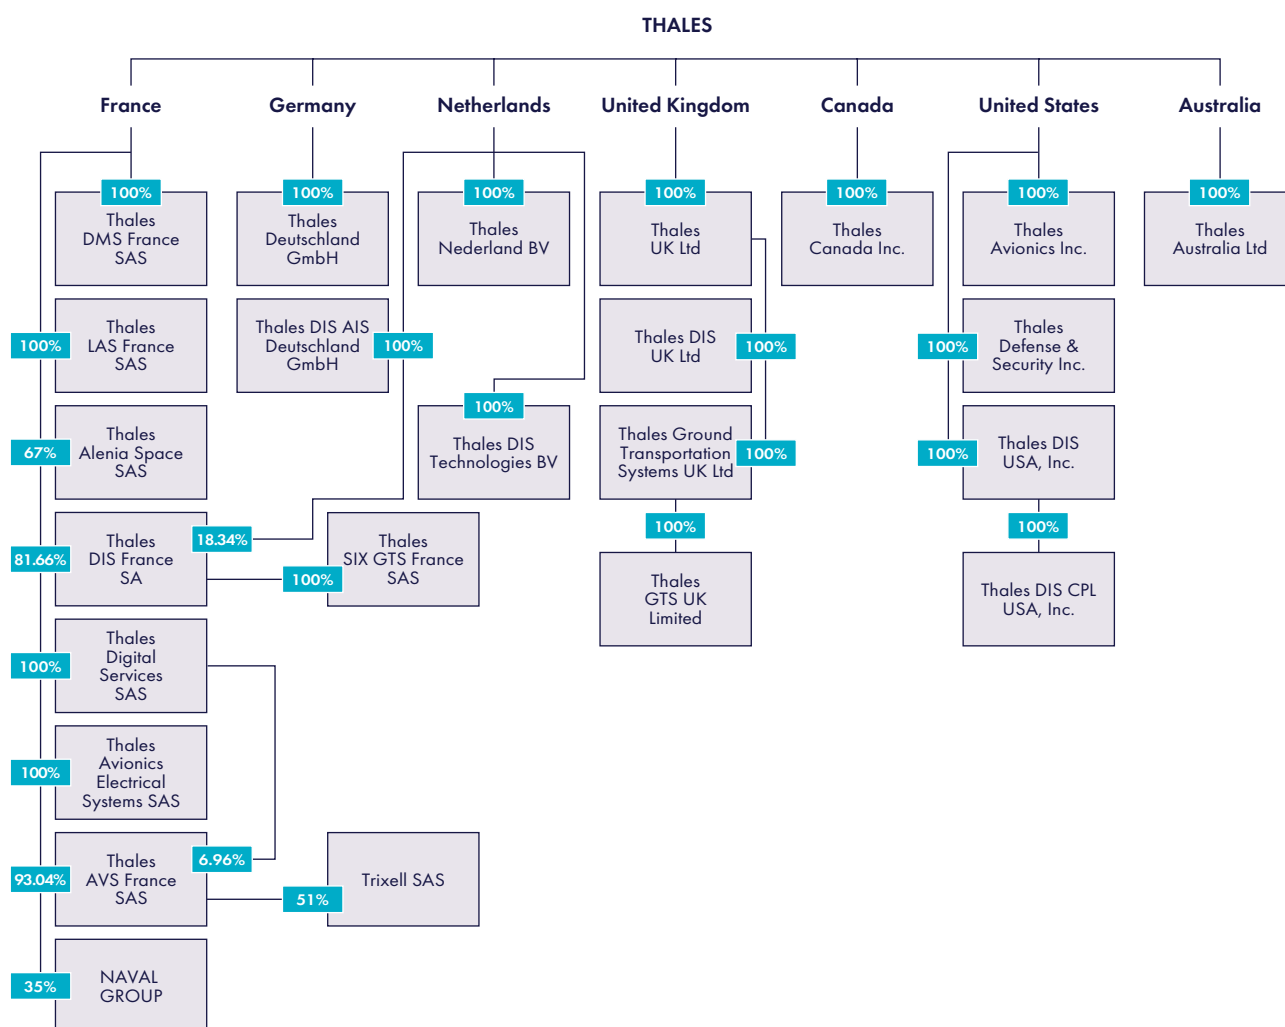 THALES
France
Germany
Netherlands
United Kingdom
Canada
United States
Australia
100%
Thales
DMS France
SAS
100%
Thales
LAS France
SAS
67%
Thales
Alenia Space
SAS
81.66%
Thales
DIS France
SA
18.34%
100%
Thales
SIX GTS France
SAS
100%
Thales
Digital
Services
SAS
100%
Thales
Avionics
Electrical
Systems SAS
93.04%
Thales
AVS France
SAS
6.96%
51%
Trixell SAS
35%
NAVAL
GROUP
100%
Thales
Deutschland
GmbH
Thales DIS AIS
Deutschland
GmbH
100%
100%
Thales
Nederland BV
100%
Thales DIS
Technologies BV
100%
Thales
UK Ltd
Thales DIS
UK Ltd
100%
Thales Ground
Transportation
Systems UK Ltd
100%
100%
Thales
GTS UK
Limited
100%
Thales
Canada Inc.
100%
Thales
Avionics Inc.
100%
Thales
Defense &
Security Inc.
100%
Thales DIS
USA, Inc.
100%
Thales DIS CPL
USA, Inc.
100%
Thales
Australia Ltd